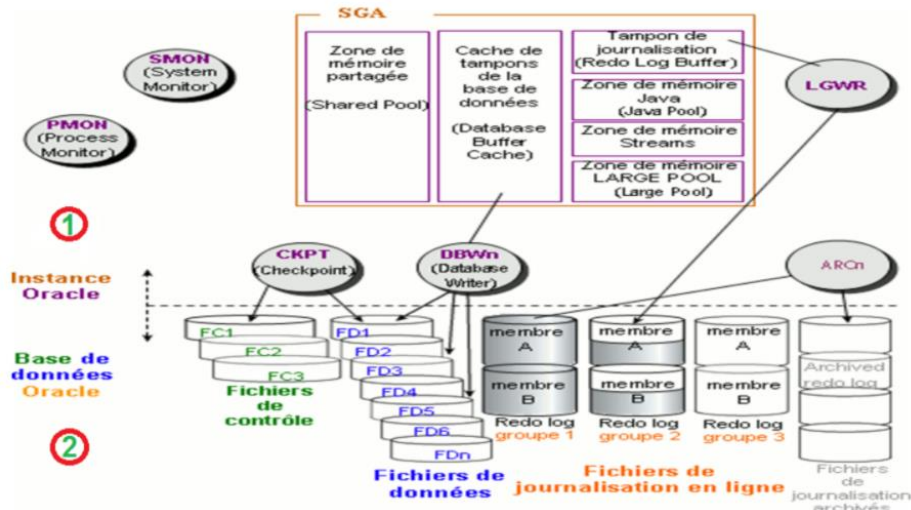 SGA
Zone de
mémoire
partagée
(Shared Pool)
Cache de
tampons
de la
base de
données
(Database
Buffer
Cache)
Tampon de
journalisation
(Redo Log Buffer)
Zone de mémoire
Java
(Java Pool)
Zone de mémoire
Streams
Zone de mémoire
LARGE POOL
(Large Pool)
SMON
(System
Monitor)
PMON
(Process
Monitor)
LGWR
1
CKPT
(Checkpoint)
DBWn
(Database
Writer)
ARCn
Instance
Oracle
Base de
données
Oracle
2
FC1
FC2
FC3
Fichiers
de
contrôle
FD1
FD2
FD3
FD4
FD5
FD6
FDn
Fichiers de
données
membre
A
membre
B
Redo log
groupe 1
membre
A
membre
B
Redo log
groupe 2
membre
A
membre
B
Redo log
groupe 3
Fichiers de
journalisation en ligne
Archived
redo log
Fichiers
de
journalisation
archivés